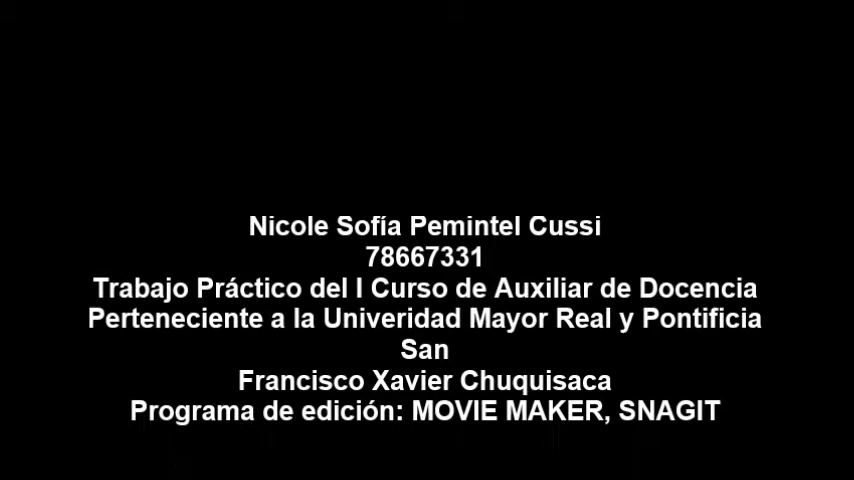 Nicole Sofía Pemintel Cussi
78667331
Trabajo Práctico del I Curso de Auxiliar de Docencia
Perteneciente a la Univeridad Mayor Real y Pontificia
San
Francisco Xavier Chuquisaca
Programa de edición: MOVIE MAKER, SNAGIT